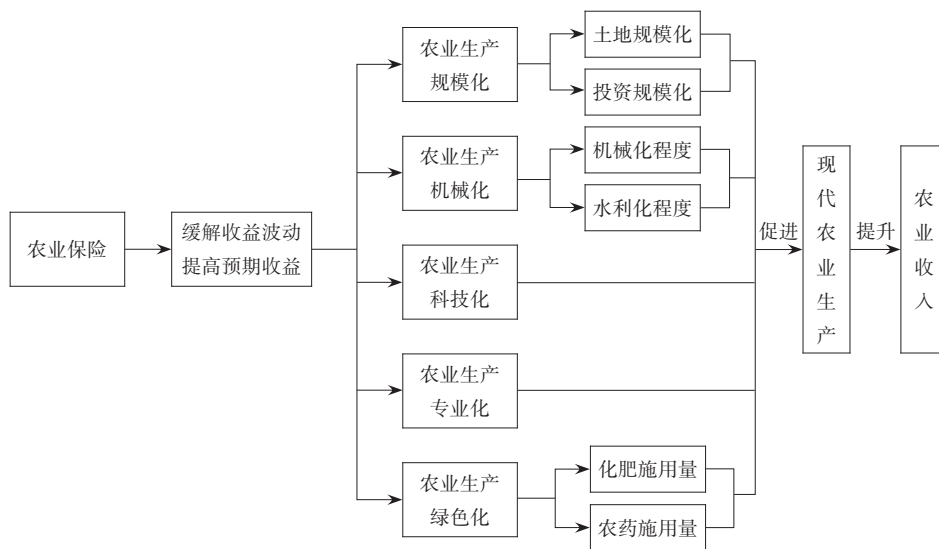 农业保险
缓解收益波动
提高预期收益
农业生产
规模化
土地规模化
投资规模化
农业生产
机械化
机械化程度
水利化程度
农业生产
科技化
农业生产
专业化
农业生产
绿色化
化肥施用量
农药施用量
促进
现代农业生产
提升
农业收入